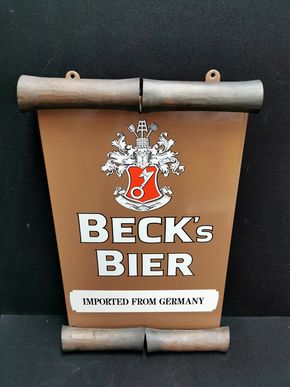 BECK's
BIER
IMPORTED FROM GERMANY